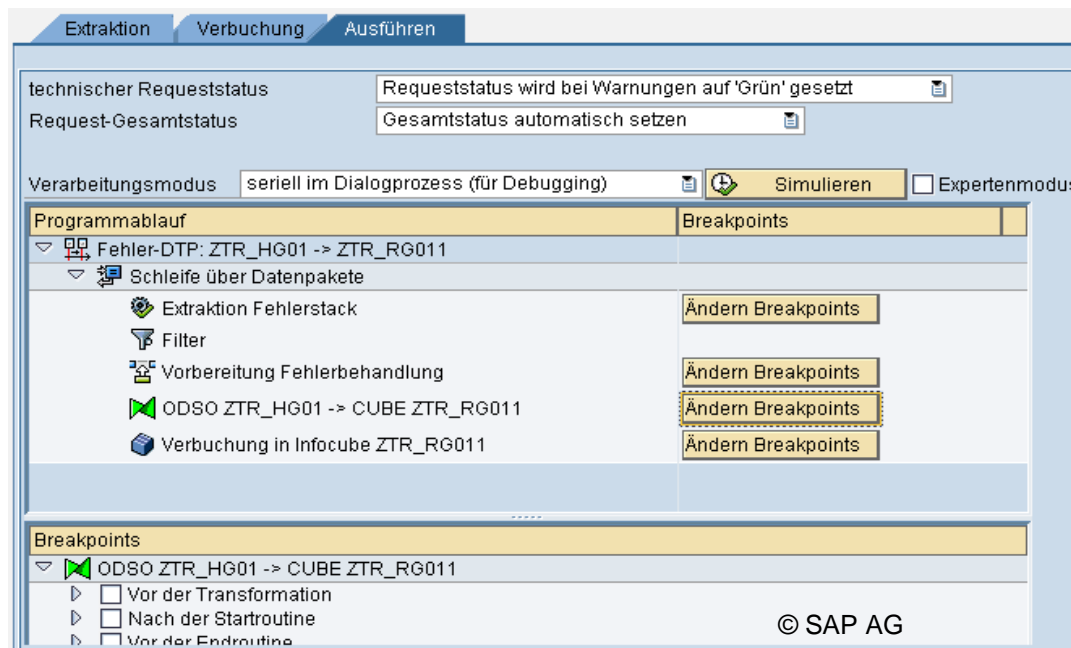 Extraktion Verbuchung Ausführen
technischer Requeststatus Requeststatus wird bei Warnungen auf 'Grün' gesetzt
Request-Gesamtstatus Gesamtstatus automatisch setzen
Verarbeitungsmodus seriell im Dialogprozess (für Debugging) Simulieren Expertenmodus
Programmablauf Breakpoints
Fehler-DTP: ZTR_HG01 -> ZTR_RG011
Schleife über Datenpakete
Extraktion Fehlerstack Ändern Breakpoints
Filter
Vorbereitung Fehlerbehandlung Ändern Breakpoints
ODSO ZTR_HG01 -> CUBE ZTR_RG011 Ändern Breakpoints
Verbuchung in Infocube ZTR_RG011 Ändern Breakpoints
Breakpoints
ODSO ZTR_HG01 -> CUBE ZTR_RG011
Vor der Transformation
Nach der Startroutine
Vor der Endroutine
© SAP AG